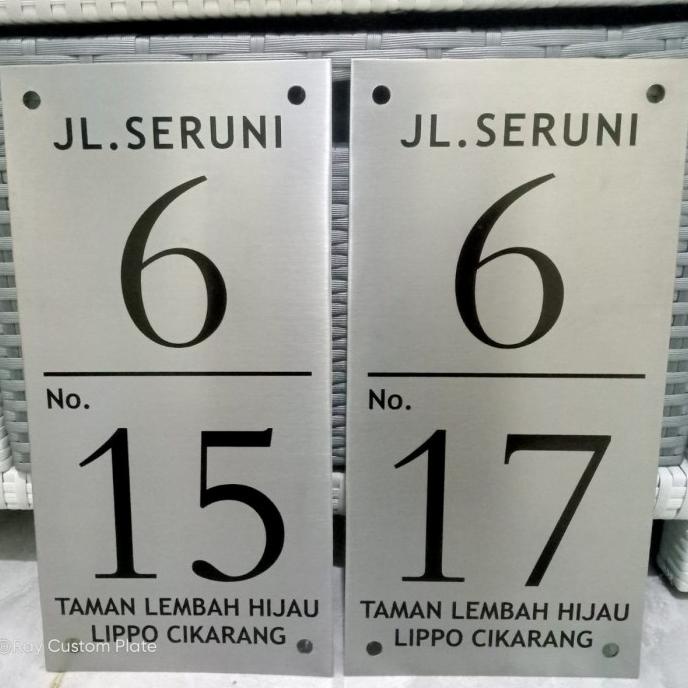 JL.SERUNI
6
No.
15
TAMAN LEMBAH HIJAU
LIPPO CIKARANG
JL.SERUNI
6
No.
17
TAMAN LEMBAH HIJAU
LIPPO CIKARANG
©Ray Custom Plate